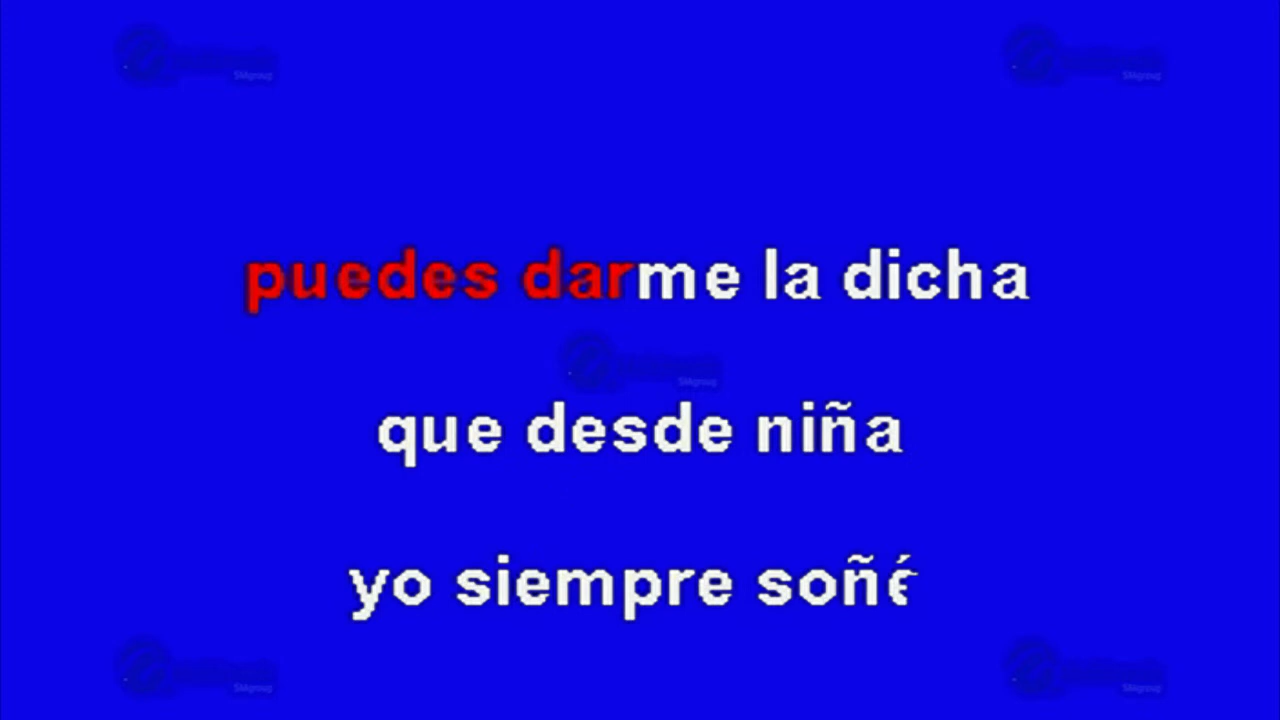 puedes darme la dicha
que desde niña
yo siempre soñé